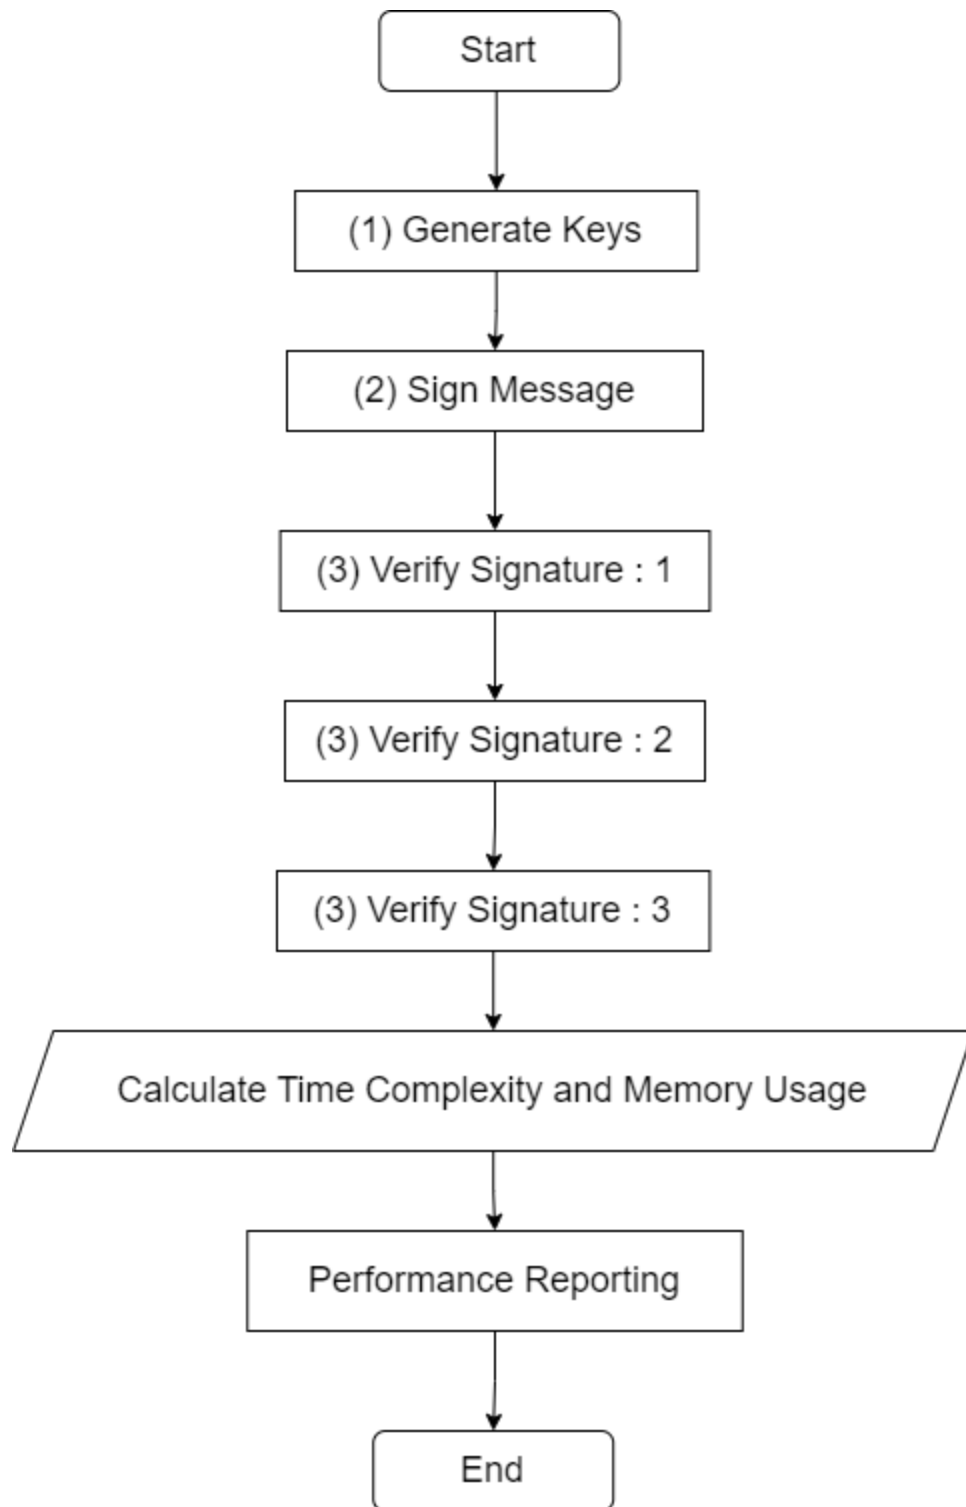 Start
(1) Generate Keys
(2) Sign Message
(3) Verify Signature : 1
(3) Verify Signature : 2
(3) Verify Signature : 3
Calculate Time Complexity and Memory Usage
Performance Reporting
End